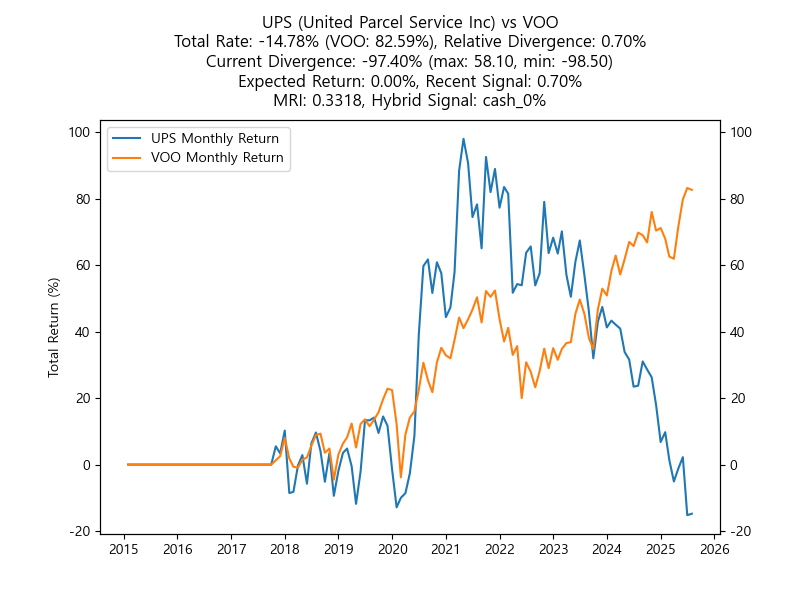 UPS (United Parcel Service Inc) vs VOO
Total Rate: -14.78% (VOO: 82.59%), Relative Divergence: 0.70%
Current Divergence: -97.40% (max: 58.10, min: -98.50)
Expected Return: 0.00%, Recent Signal: 0.70%
MRI: 0.3318, Hybrid Signal: cash_0%
UPS Monthly Return
VOO Monthly Return
100
80
60
40
20
0
-20
Total Return (%)
100
80
60
40
20
0
-20
2015 2016 2017 2018 2019 2020 2021 2022 2023 2024 2025 2026